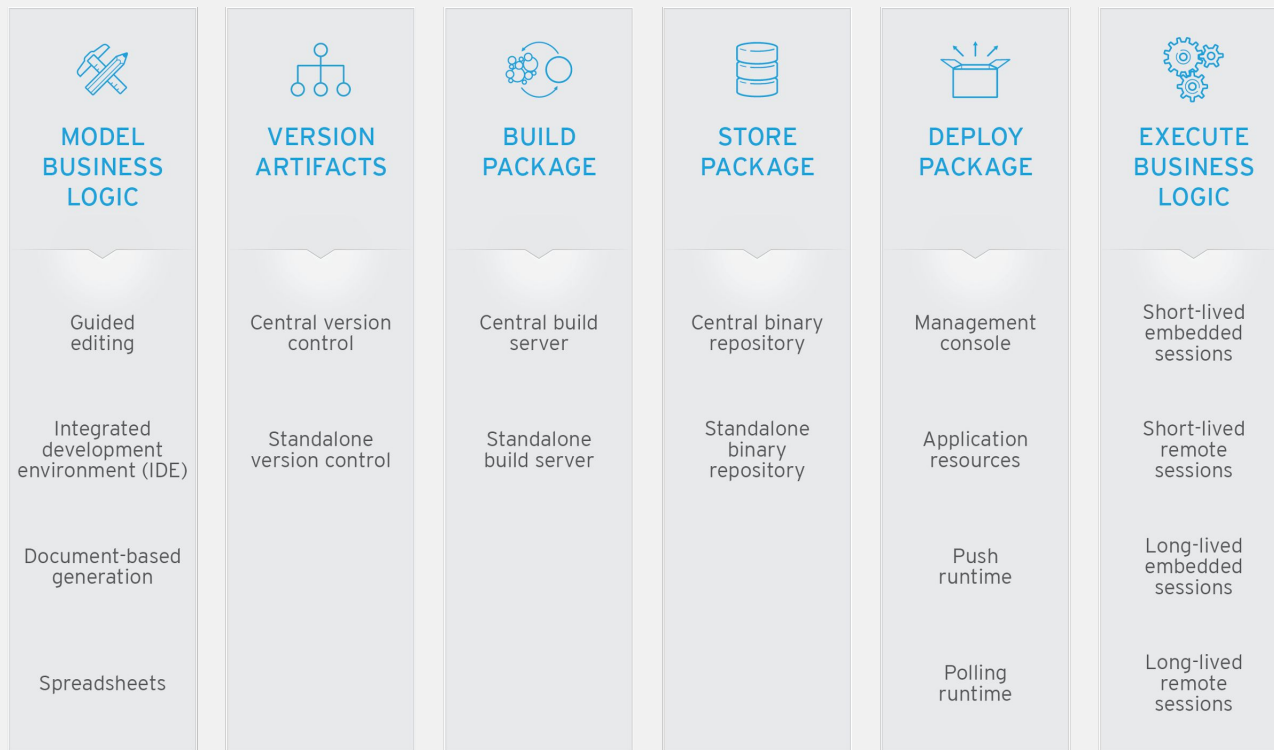 MODEL
BUSINESS
LOGIC
VERSION
ARTIFACTS
BUILD
PACKAGE
STORE
PACKAGE
DEPLOY
PACKAGE
EXECUTE
BUSINESS
LOGIC
Guided
editing
Integrated
development
environment (IDE)
Document-based
generation
Spreadsheets
Central version
control
Standalone
version control
Central build
server
Standalone
build server
Central binary
repository
Standalone
binary
repository
Management
console
Application
resources
Push
runtime
Polling
runtime
Short-lived
embedded
sessions
Short-lived
remote
sessions
Long-lived
embedded
sessions
Long-lived
remote
sessions